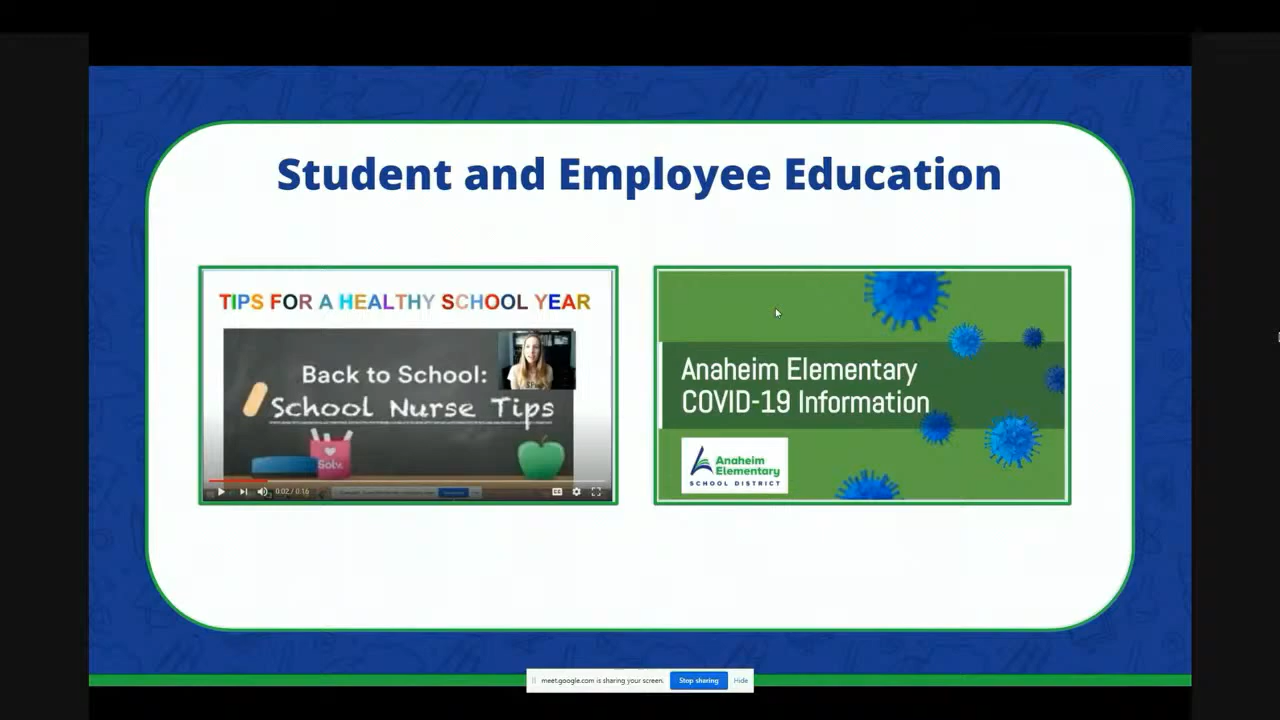 Student and Employee Education
TIPS FOR A HEALTHY SCHOOL YEAR
Back to School:
School Nurse Tips
Solv.
0:02 / 0:16
Anaheim Elementary
COVID-19 Information
Anaheim
Elementary
SCHOOL DISTRICT
meet.google.com is sharing your screen.
Stop sharing
Hide